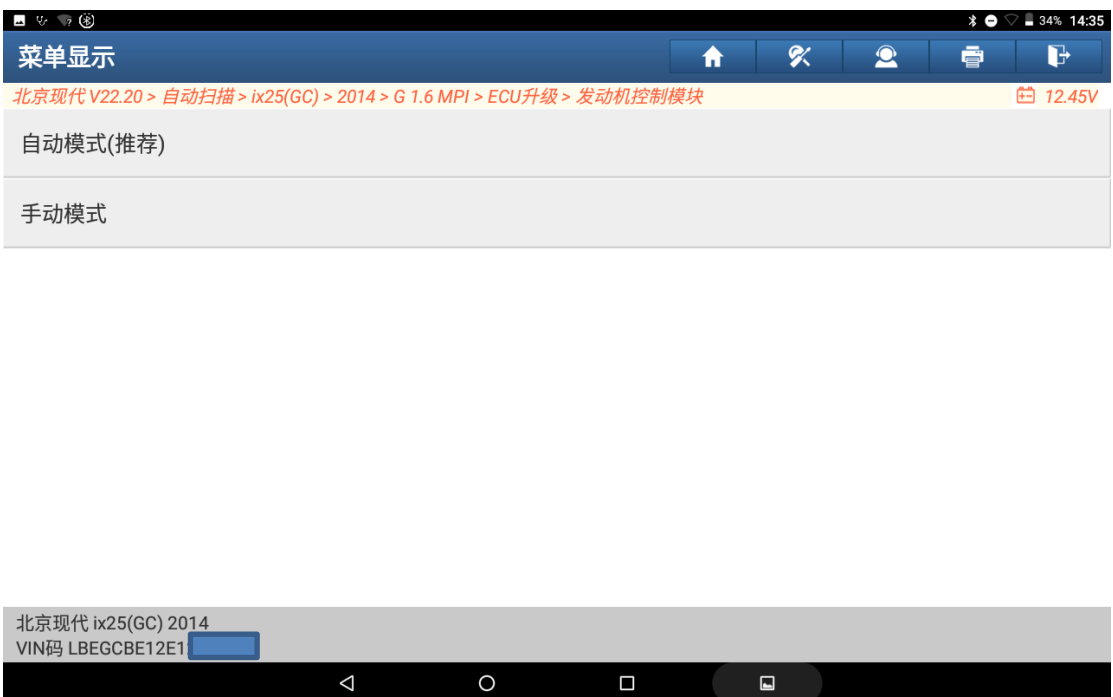 34% 14:35
菜单显示
北京现代 V22.20 > 自动扫描 > ix25(GC) > 2014 > G 1.6 MPI > ECU升级 > 发动机控制模块 12.45V
自动模式(推荐)
手动模式
北京现代 ix25(GC) 2014
VIN码 LBEGCBE12E1